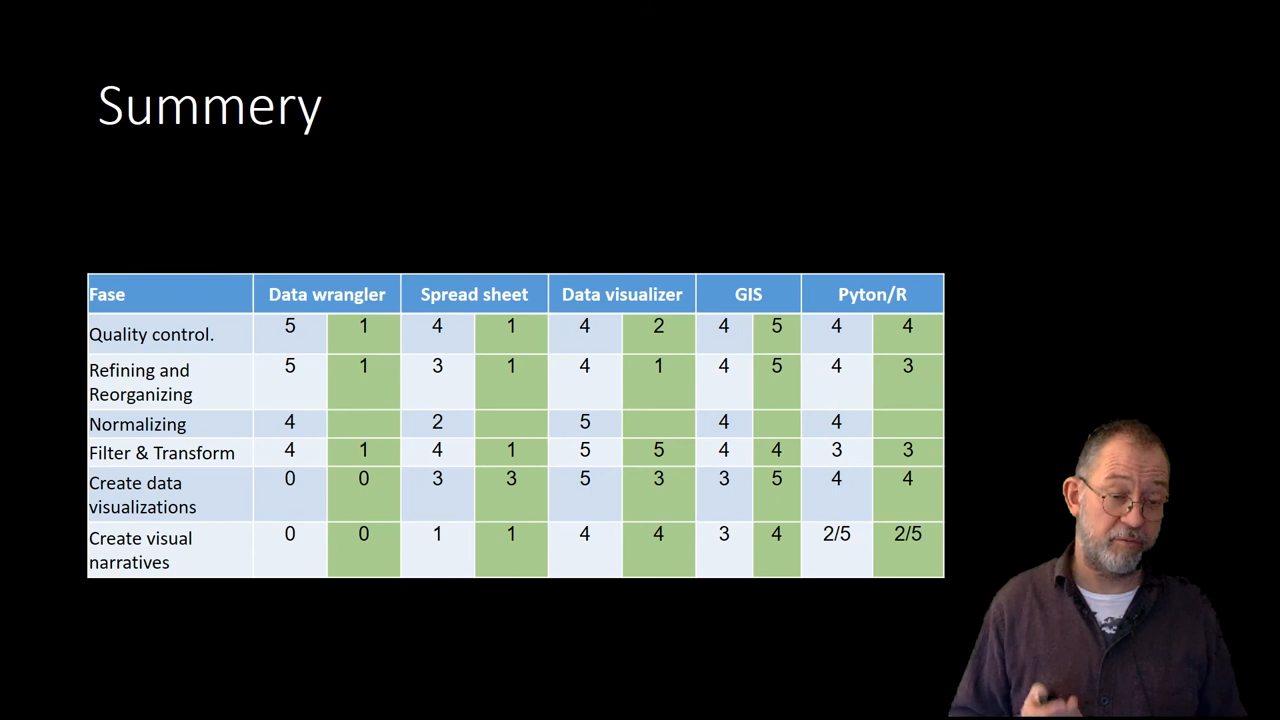 Summery
Fase Data wrangler Spread sheet Data visualizer GIS Pyton/R
Quality control. 5 1 4 1 4 2 4 5 4 4
Refining and
Reorganizing 5 1 3 1 4 1 4 5 4 3
Normalizing 4 2 5 4 4
Filter & Transform 4 1 4 1 5 5 4 4 3 3
Create data
visualizations 0 0 3 3 5 3 3 5 4 4
Create visual
narratives 0 0 1 1 4 4 3 4 2/5 2/5